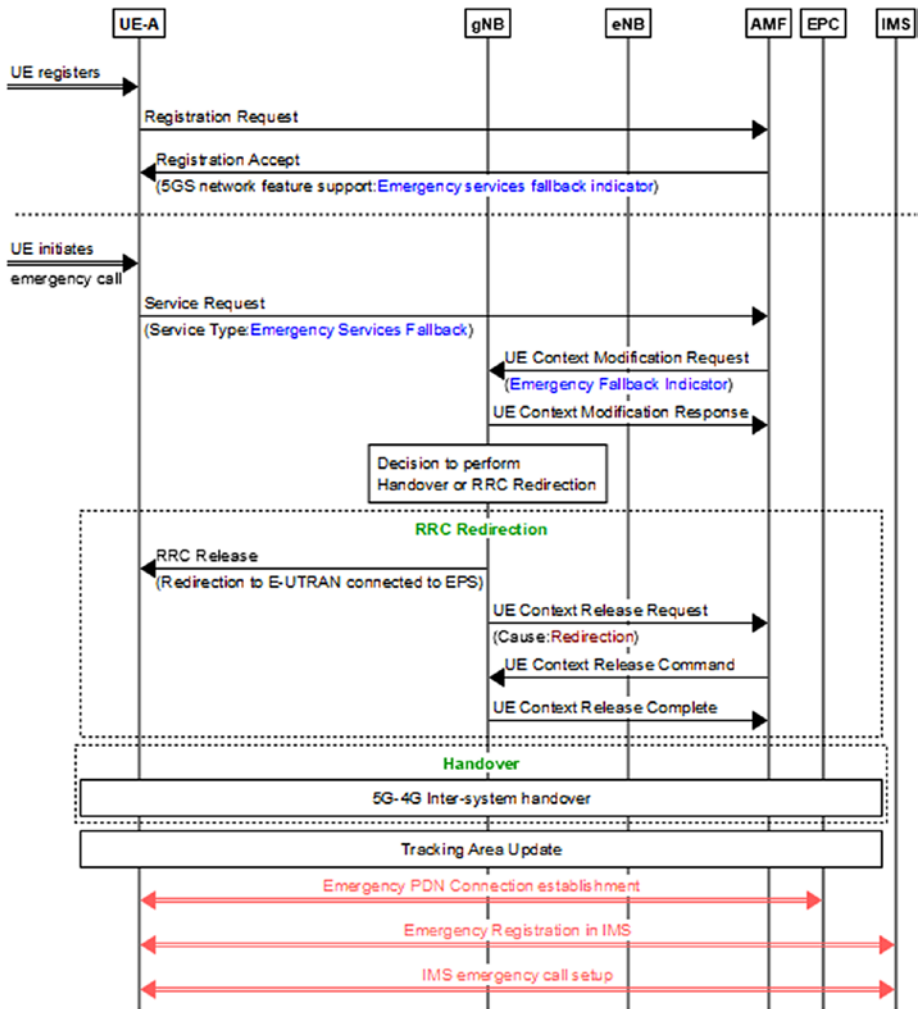 UE-A
gNB
eNB
AMF
EPC
IMS
UE registers
Registration Request
Registration Accept
(5GS network feature support:Emergency services fallback indicator)
UE initiates
emergency call
Service Request
(Service Type:Emergency Services Fallback)
UE Context Modification Request
(Emergency Fallback Indicator)
UE Context Modification Response
Decision to perform
Handover or RRC Redirection
RRC Redirection
RRC Release
(Redirection to E-UTRAN connected to EPS)
UE Context Release Request
(Cause:Redirection)
UE Context Release Command
UE Context Release Complete
Handover
5G-4G Inter-system handover
Tracking Area Update
Emergency PDN Connection establishment
Emergency Registration in IMS
IMS emergency call setup